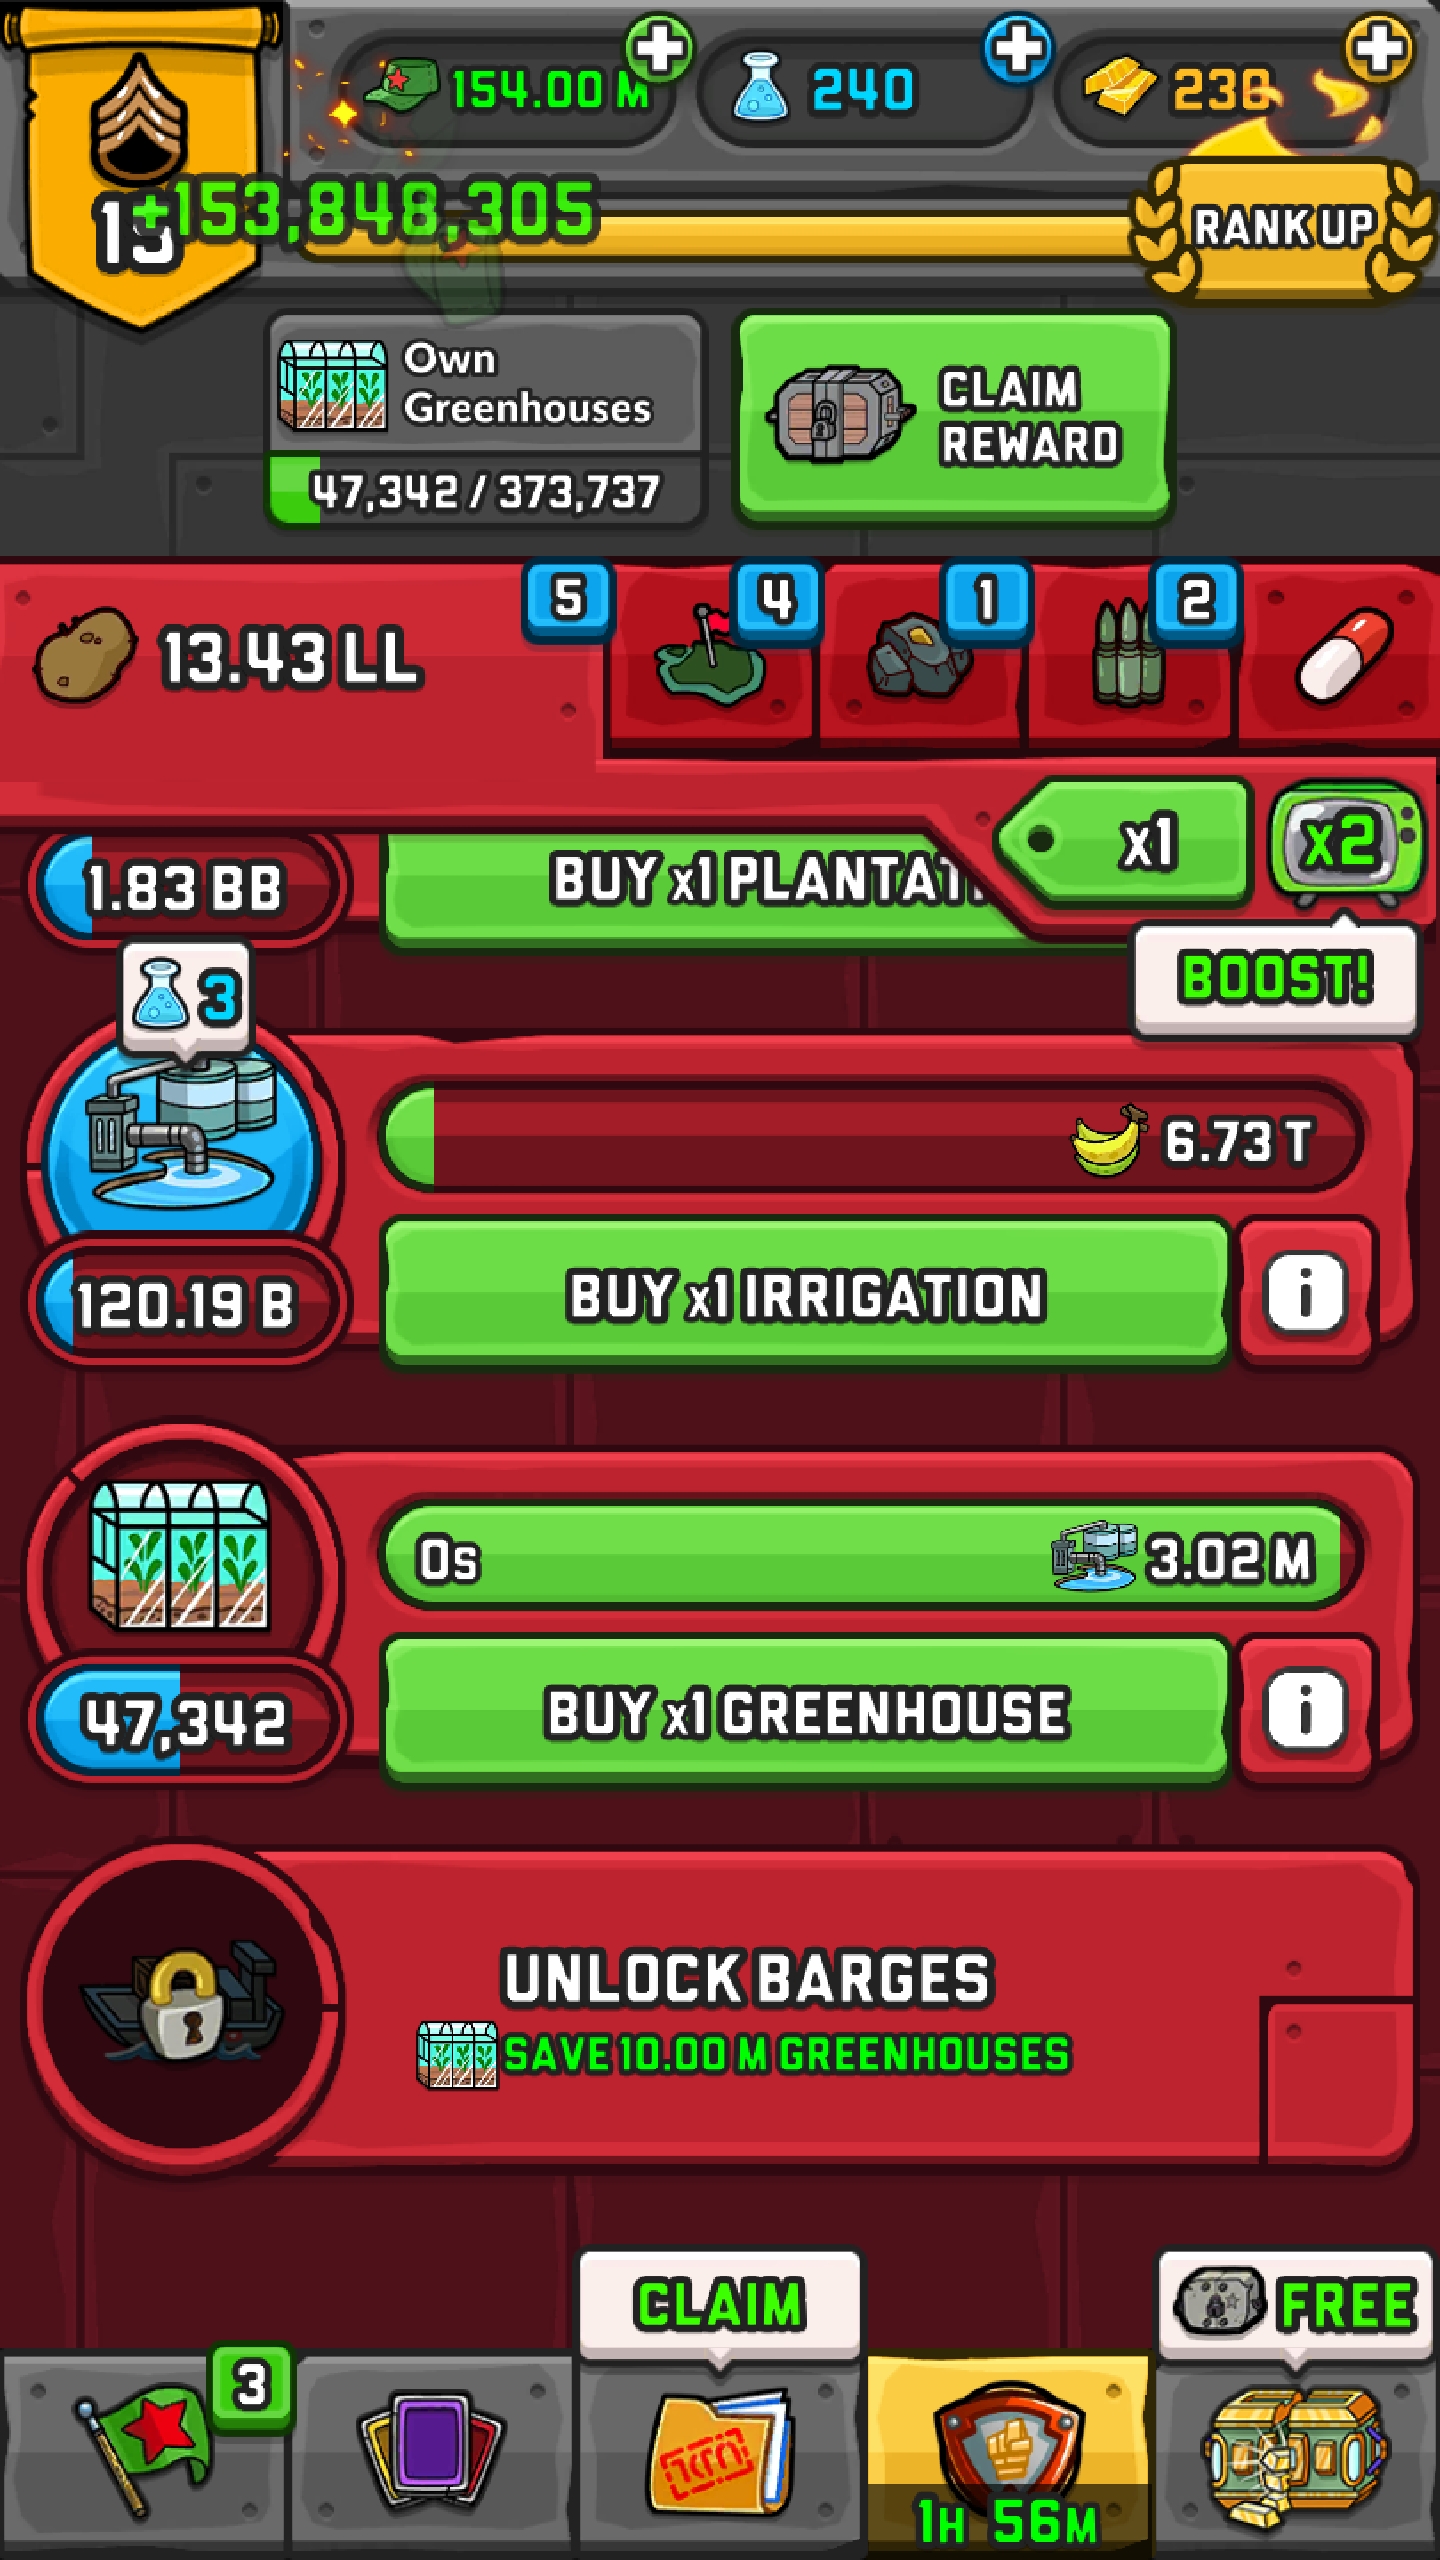 154.00 M
240
238
+153,848,305
RANK UP
Own
Greenhouses
47,342 / 373,737
CLAIM
REWARD
13.43 LL
5
4
1
2
x1
x2
BOOST!
1.83 BB
BUY x1
3
6.73 T
120.19 B
BUY x1 IRRIGATION
i
0s
3.02 M
47,342
BUY x1 GREENHOUSE
i
UNLOCK BARGES
SAVE 10.00 M GREENHOUSES
CLAIM
FREE
3
1H 56M